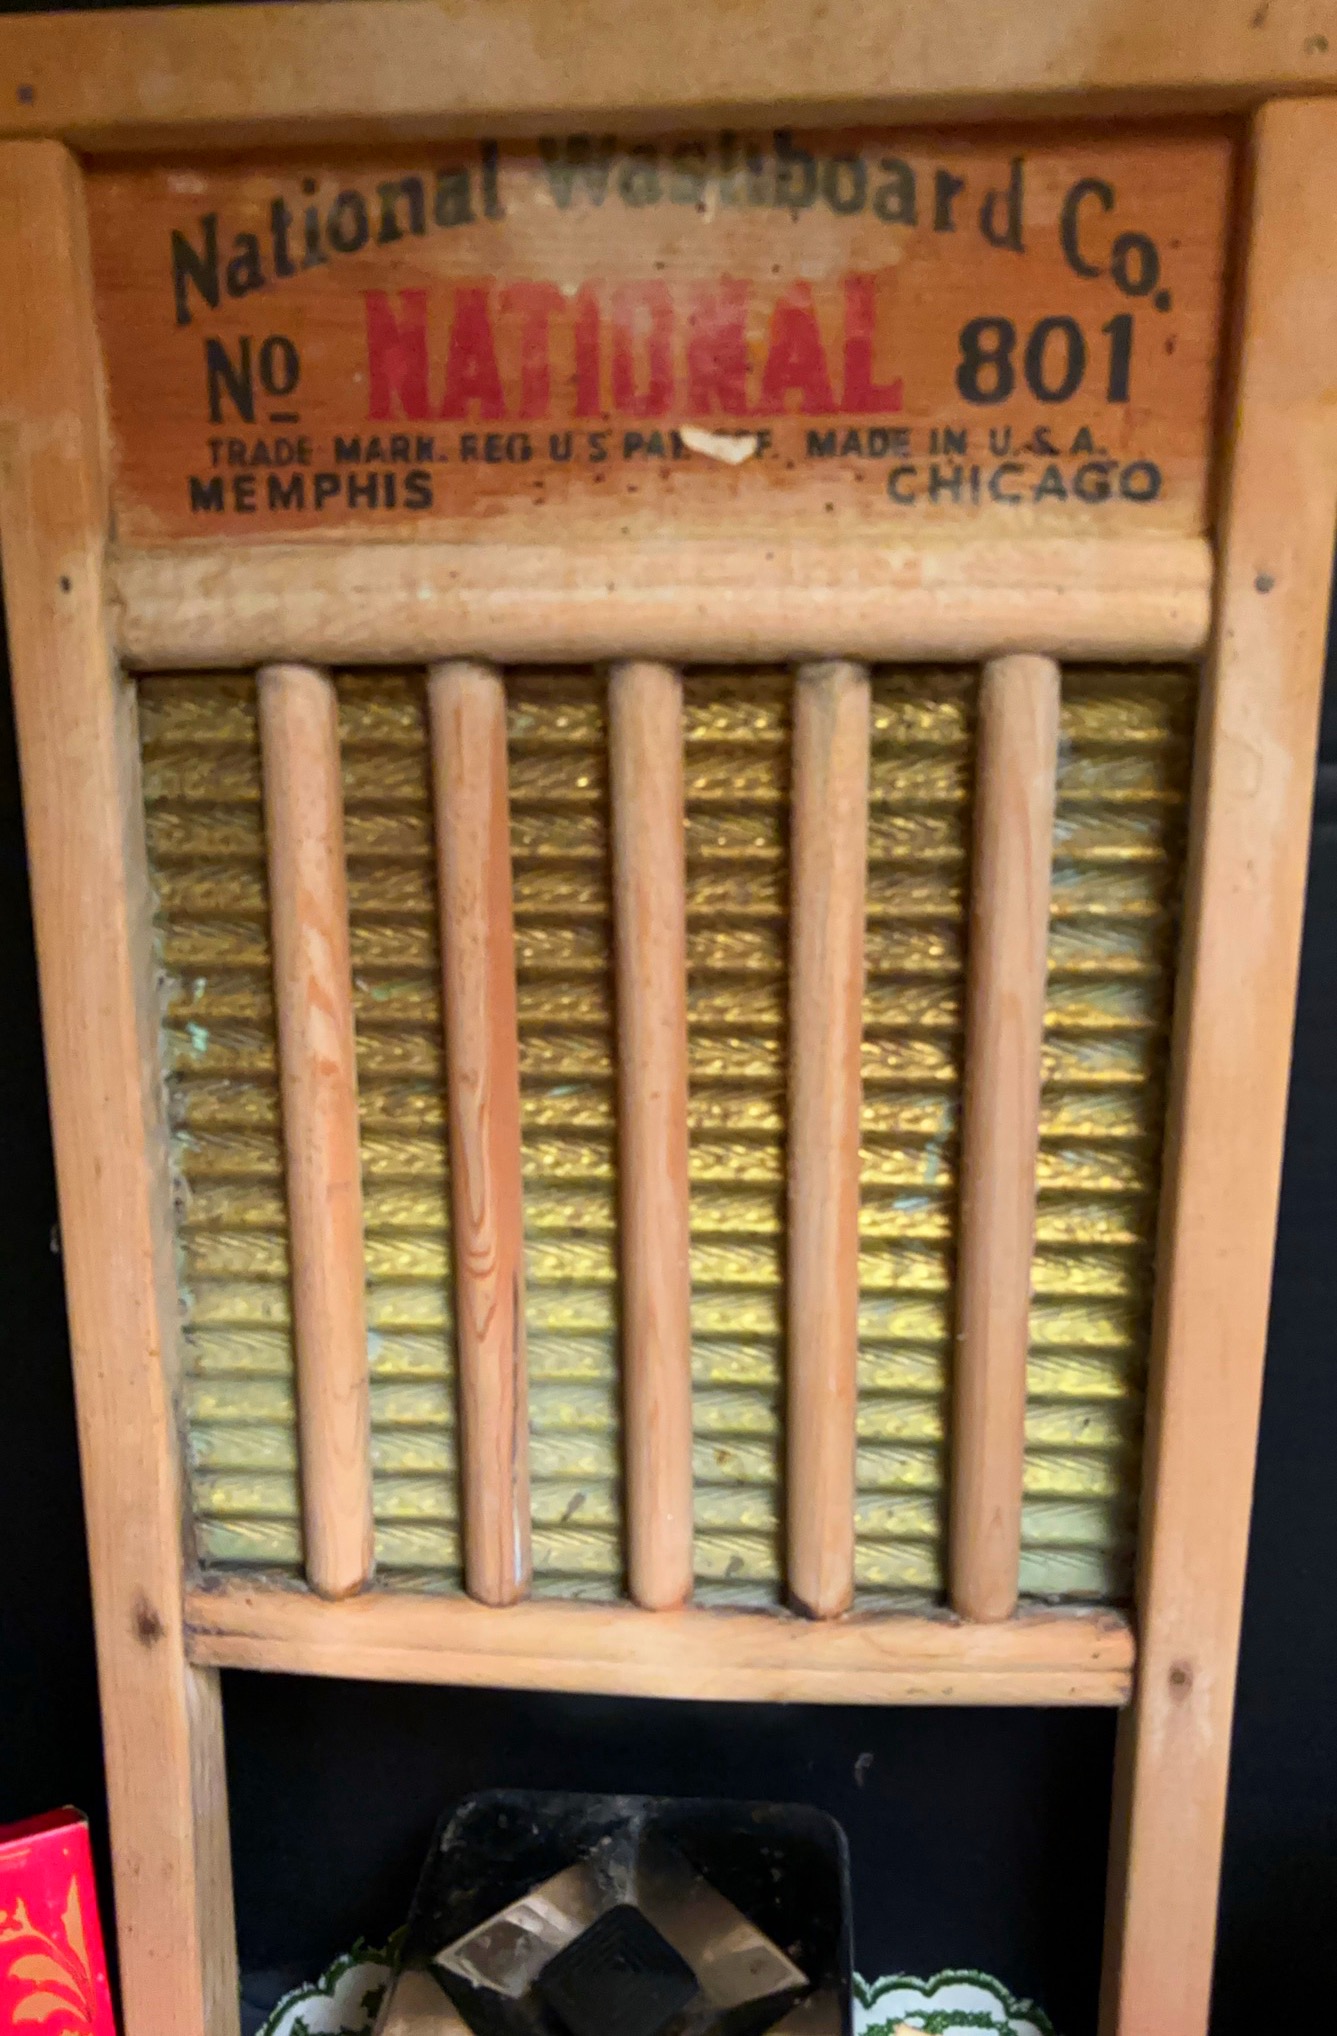 National Washboard Co.
No NATIONAL 801
TRADE MARK. REG U S PAT. OFF. MADE IN U.S.A.
MEMPHIS CHICAGO